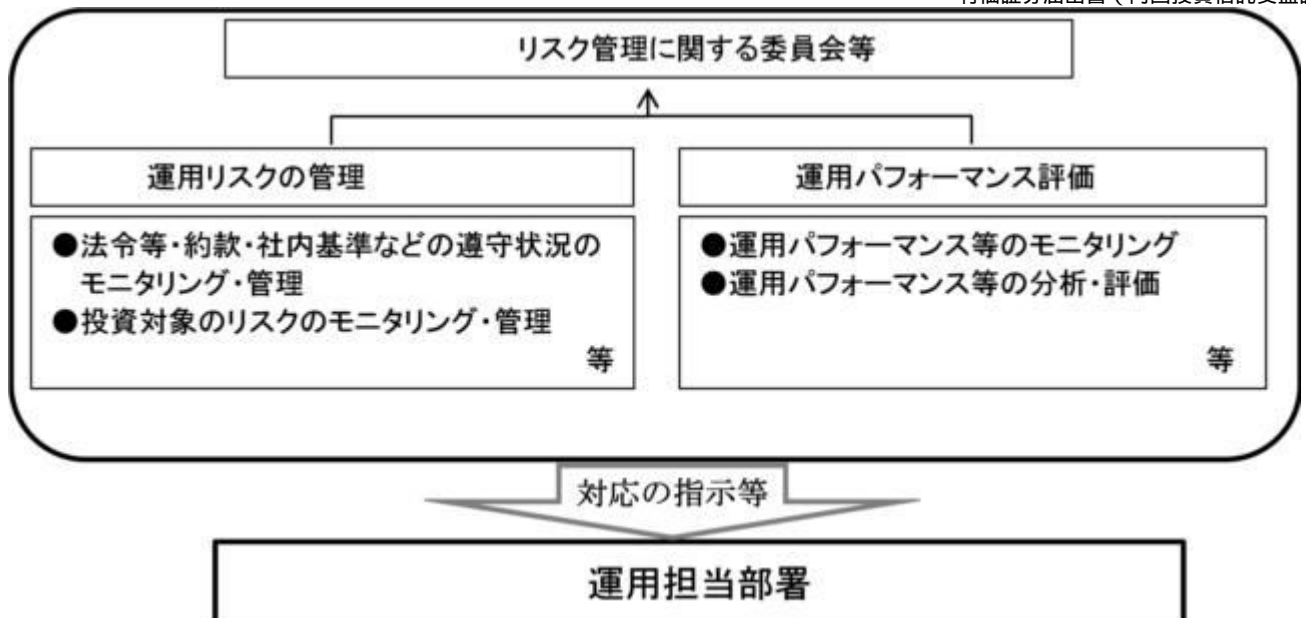 リスク管理に関する委員会等
運用リスクの管理
運用パフォーマンス評価
●法令等・約款・社内基準などの遵守状況の
モニタリング・管理
●投資対象のリスクのモニタリング・管理
等
●運用パフォーマンス等のモニタリング
●運用パフォーマンス等の分析・評価
等
対応の指示等
運用担当部署